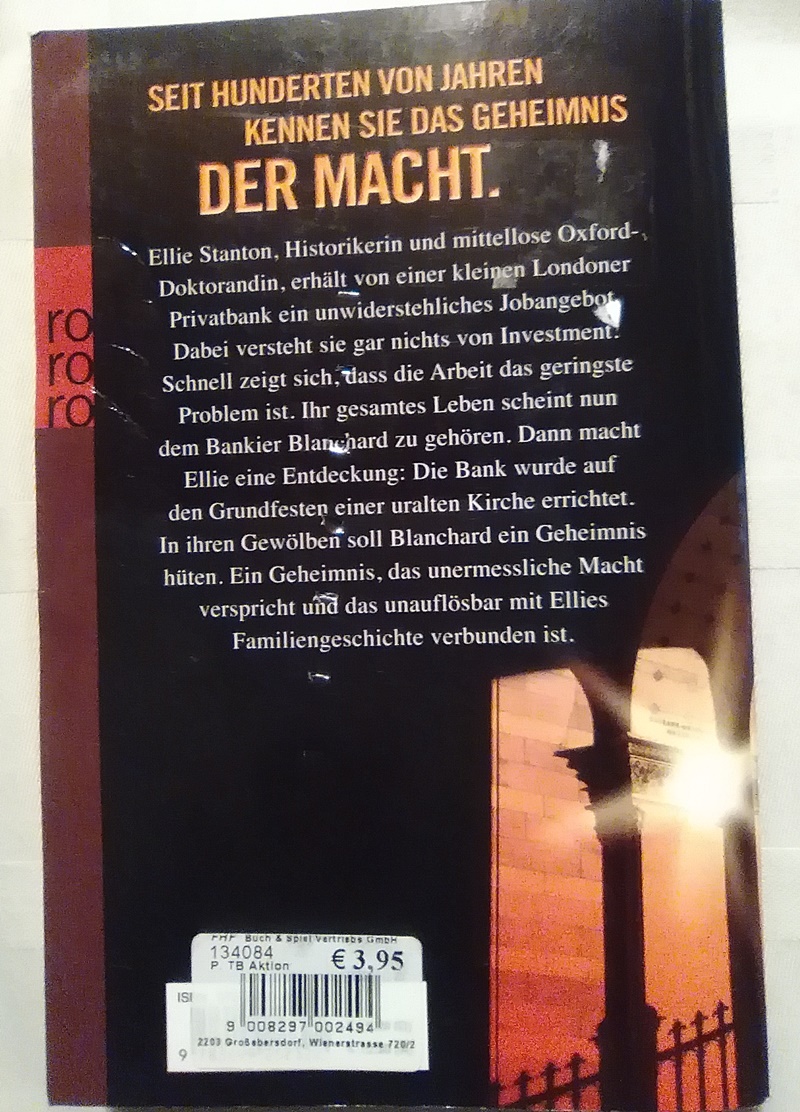 SEIT HUNDERTEN VON JAHREN
KENNEN SIE DAS GEHEIMNIS
DER MACHT.
Ellie Stanton, Historikerin und mittellose Oxford-
Doktorandin, erhält von einer kleinen Londoner
Privatbank ein unwiderstehliches Jobangebot.
Dabei versteht sie gar nichts von Investment!
Schnell zeigt sich, dass die Arbeit das geringste
Problem ist. Ihr gesamtes Leben scheint nun
dem Bankier Blanchard zu gehören. Dann macht
Ellie eine Entdeckung: Die Bank wurde auf
den Grundfesten einer uralten Kirche errichtet.
In ihren Gewölben soll Blanchard ein Geheimnis
hüten. Ein Geheimnis, das unermessliche Macht
verspricht und das unauflösbar mit Ellies
Familiengeschichte verbunden ist.
ro
ro
ro
Buch & Spiel Vertriebs GmbH
134084
P TB Aktion
€ 3,95
ISB
9 008297 002494
2203 Großebersdorf, Wienerstrasse 720/2
9